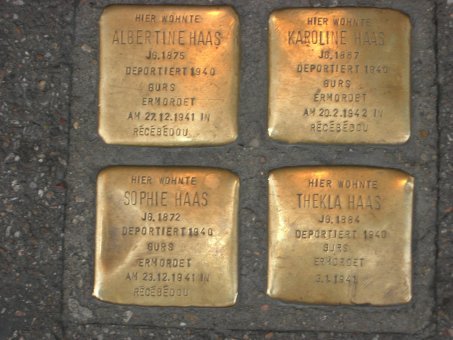 HIER WOHNTE
ALBERTINE HAAS
JG. 1875
DEPORTIERT 1940
GURS
ERMORDET
AM 27.12.1941 IN
RÉCÉBÉDOU
HIER WOHNTE
KAROLINE HAAS
JG. 1867
DEPORTIERT 1940
GURS
ERMORDET
AM 20.2.1942 IN
RÉCÉBÉDOU
HIER WOHNTE
SOPHIE HAAS
JG. 1872
DEPORTIERT 1940
GURS
ERMORDET
AM 23.12.1941 IN
RÉCÉBÉDOU
HIER WOHNTE
THEKLA HAAS
JG. 1884
DEPORTIERT 1940
GURS
ERMORDET
3.1.1941